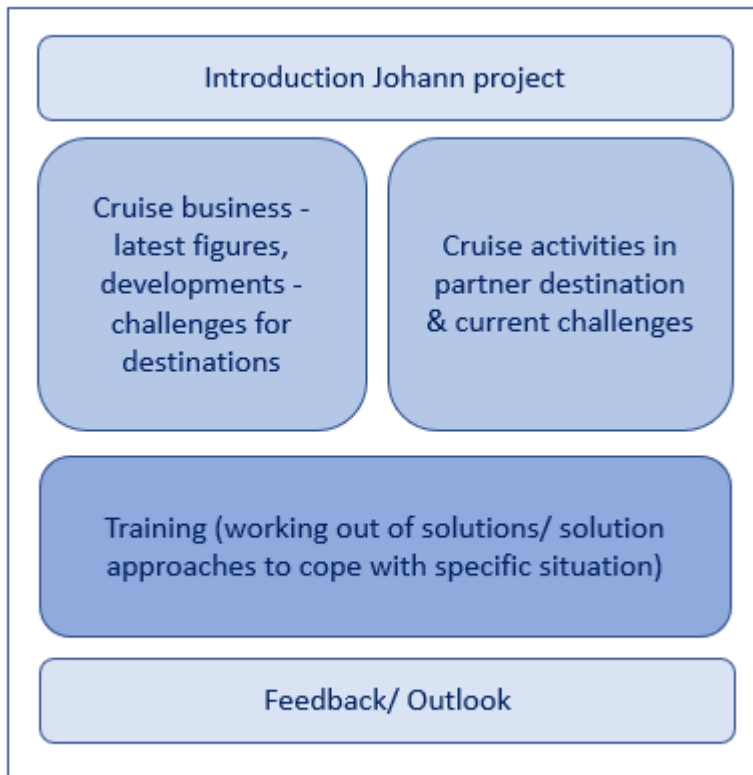 Introduction Johann project
Cruise business -
latest figures,
developments -
challenges for
destinations
Cruise activities in
partner destination
& current challenges
Training (working out of solutions/ solution
approaches to cope with specific situation)
Feedback/ Outlook